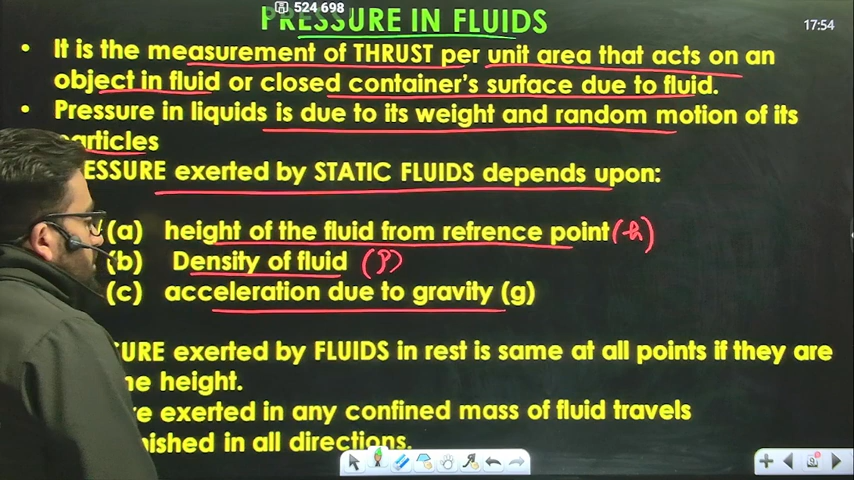 524 698
17:54
PRESSURE IN FLUIDS
• It is the measurement of THRUST per unit area that acts on an
object in fluid or closed container's surface due to fluid.
• Pressure in liquids is due to its weight and random motion of its
particles
ESSURE exerted by STATIC FLUIDS depends upon:
(a) height of the fluid from refrence point (h)
(b) Density of fluid (ρ)
(c) acceleration due to gravity (g)
SURE exerted by FLUIDS in rest is same at all points if they are
me height.
re exerted in any confined mass of fluid travels
nished in all directions.